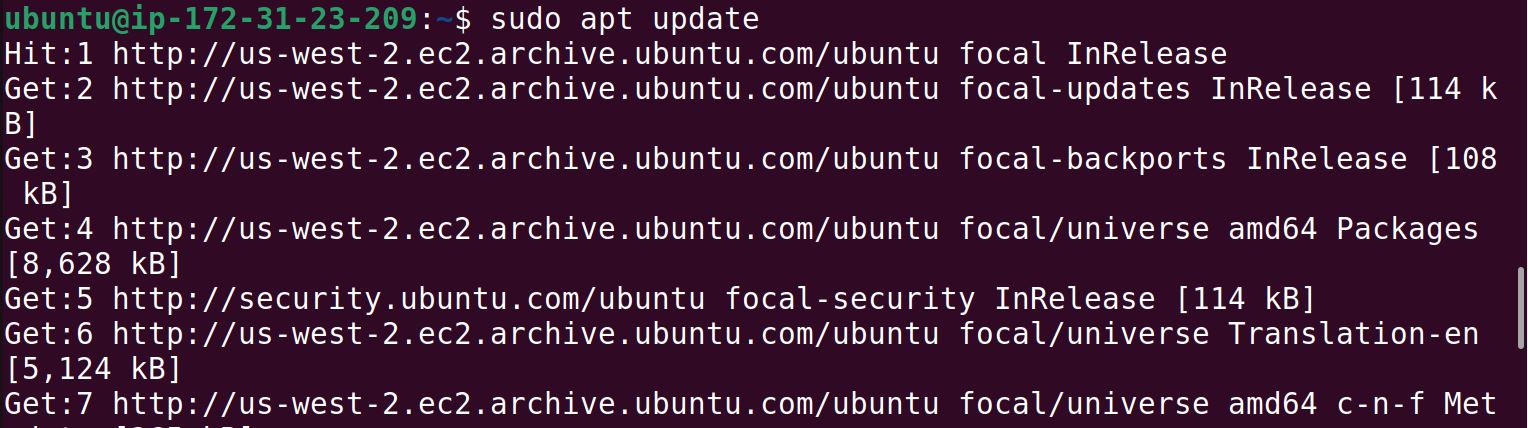 ubuntu@ip-172-31-23-209:~$ sudo apt update
Hit:1 http://us-west-2.ec2.archive.ubuntu.com/ubuntu focal InRelease
Get:2 http://us-west-2.ec2.archive.ubuntu.com/ubuntu focal-updates InRelease [114 k
B]
Get:3 http://us-west-2.ec2.archive.ubuntu.com/ubuntu focal-backports InRelease [108
 kB]
Get:4 http://us-west-2.ec2.archive.ubuntu.com/ubuntu focal/universe amd64 Packages
[8,628 kB]
Get:5 http://security.ubuntu.com/ubuntu focal-security InRelease [114 kB]
Get:6 http://us-west-2.ec2.archive.ubuntu.com/ubuntu focal/universe Translation-en
[5,124 kB]
Get:7 http://us-west-2.ec2.archive.ubuntu.com/ubuntu focal/universe amd64 c-n-f Met